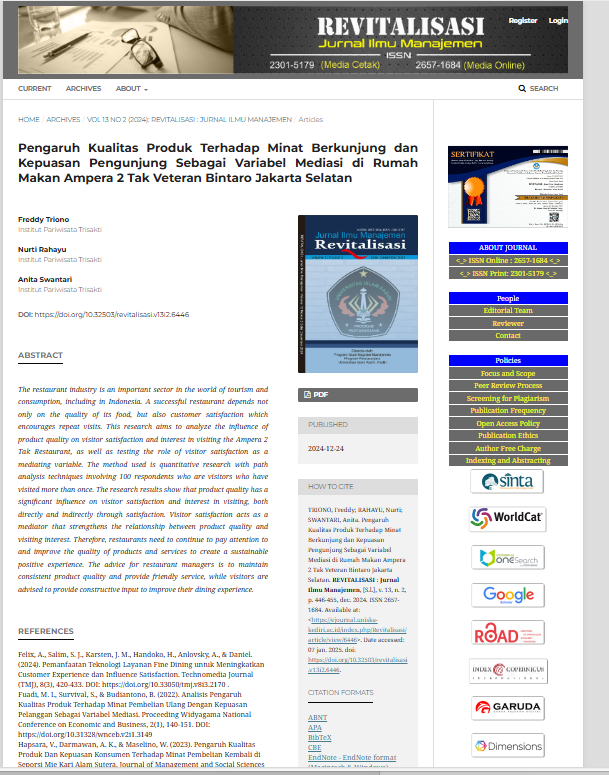 REVITALISASI
Jurnal Ilmu Manajemen
ISSN
2301-5179 (Media Cetak) 2657-1684 (Media Online)
Register Login
CURRENT ARCHIVES ABOUT
SEARCH
HOME / ARCHIVES / VOL 13 NO 2 (2024): REVITALISASI : JURNAL ILMU MANAJEMEN / Articles
Pengaruh Kualitas Produk Terhadap Minat Berkunjung dan
Kepuasan Pengunjung Sebagai Variabel Mediasi di Rumah
Makan Ampera 2 Tak Veteran Bintaro Jakarta Selatan
Freddy Triono
Institut Pariwisata Trisakti
Nurti Rahayu
Institut Pariwisata Trisakti
Anita Swantari
Institut Pariwisata Trisakti
DOI: https://doi.org/10.32503/revitalisasi.v13i2.6446
ABSTRACT
The restaurant industry is an important sector in the world of tourism and
consumption, including in Indonesia. A successful restaurant depends not
only on the quality of its food, but also customer satisfaction which
encourages repeat visits. This research aims to analyze the influence of
product quality on visitor satisfaction and interest in visiting the Ampera 2
Tak Restaurant, as well as testing the role of visitor satisfaction as a
mediating variable. The method used is quantitative research with path
analysis techniques involving 100 respondents who are visitors who have
visited more than once. The research results show that product quality has a
significant influence on visitor satisfaction and interest in visiting, both
directly and indirectly through satisfaction. Visitor satisfaction acts as a
mediator that strengthens the relationship between product quality and
visiting interest. Therefore, restaurants need to continue to pay attention to
and improve the quality of products and services to create a sustainable
positive experience. The advice for restaurant managers is to maintain
consistent product quality and provide friendly service, while visitors are
advised to provide constructive input to improve their dining experience.
REFERENCES
Felix, A., Salim, S. J., Karsten, J. M., Handoko, H., Anlovsky, A., & Daniel.
(2024). Pemanfaatan Teknologi Layanan Fine Dining untuk Meningkatkan
Customer Experience dan Influence Satisfaction. Technomedia Journal
(TMJ), 8(3), 420-433. DOI: https://doi.org/10.33050/tmj.v8i3.2170 .
Fuadi, M. I., Survival, S., & Budiantono, B. (2022). Analisis Pengaruh
Kualitas Produk Terhadap Minat Pembelian Ulang Dengan Kepuasan
Pelanggan Sebagai Variabel Mediasi. Proceeding Widyagama National
Conference on Economic and Business, 2(1), 140-151. DOI:
https://doi.org/10.31328/wnceb.v2i1.3149
Hapsara, V., Darmawan, A. K., & Maselino, W. (2023). Pengaruh Kualitas
Produk Dan Kepuasan Konsumen Terhadap Minat Pembelian Kembali di
Seporsi Mie Kari Alam Sutera. Journal of Management and Social Sciences
Jurnal Ilmu Manajemen
Revitalisasi
PDF
PUBLISHED
2024-12-24
HOW TO CITE
TRIONO, Freddy; RAHAYU, Nurti;
SWANTARI, Anita. Pengaruh
Kualitas Produk Terhadap Minat
Berkunjung dan Kepuasan
Pengunjung Sebagai Variabel
Mediasi di Rumah Makan Ampera
2 Tak Veteran Bintaro Jakarta
Selatan. REVITALISASI : Jurnal
Ilmu Manajemen, [S.l.], v. 13, n. 2,
p. 446-455, dec. 2024. ISSN 2657-
1684. Available at:
<https://ejournal.uniska-
kediri.ac.id/index.php/Revitalisasi/
article/view/6446>. Date accessed:
07 jan. 2025. doi:
https://doi.org/10.32503/revitalisasi
.v13i2.6446.
CITATION FORMATS
ABNT
APA
BibTeX
CBE
EndNote - EndNote format
(Macintosh & Windows)
SERTIFIKAT
ABOUT JOURNAL
<_> ISSN Online : 2657-1684 <_>
<_> ISSN Print: 2301-5179 <_>
People
Editorial Team
Reviewer
Contact
Policies
Focus and Scope
Peer Review Process
Screening for Plagiarism
Publication Frequency
Open Access Policy
Publication Ethics
Author Free Charge
Indexing and Abstracting
sinta
WorldCat
oneSearch
Google
ROAD
INDEX COPERNICUS
INTERNATIONAL
GARUDA
Dimensions